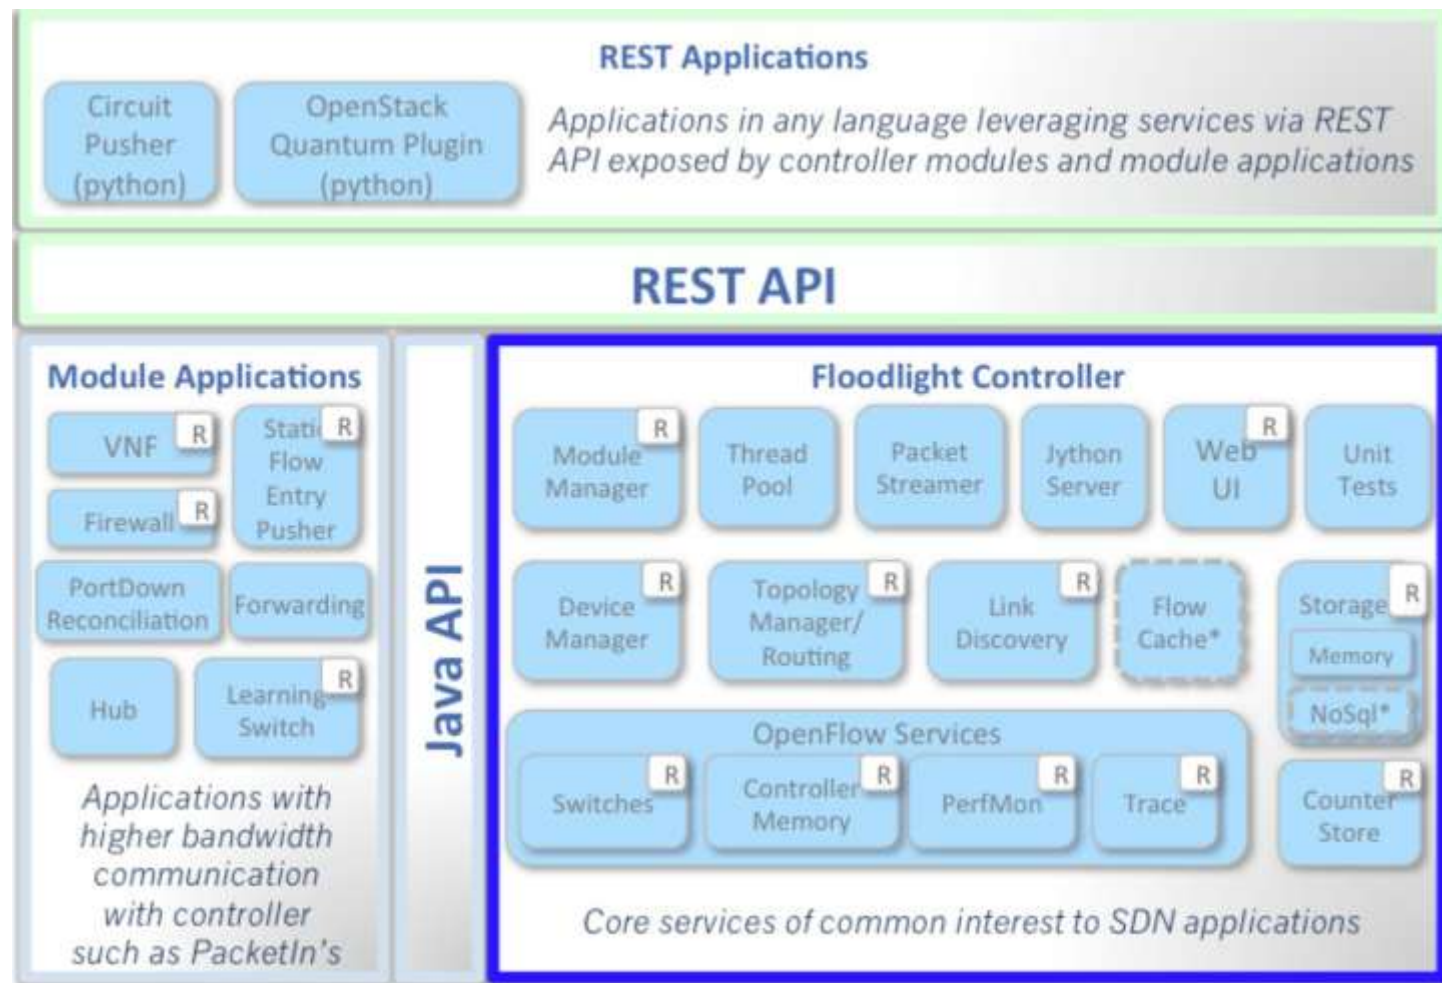 REST Applications
Circuit
Pusher
(python)
OpenStack
Quantum Plugin
(python)
Applications in any language leveraging services via REST
API exposed by controller modules and module applications
REST API
Module Applications
VNF R
Static R
Flow
Entry
Pusher
Firewall R
PortDown
Reconciliation
Forwarding
Hub
Learning R
Switch
Applications with
higher bandwidth
communication
with controller
such as PacketIn's
Java API
Floodlight Controller
R
Module
Manager
Thread
Pool
Packet
Streamer
Jython
Server
R
Web
UI
Unit
Tests
R
Device
Manager
R
Topology
Manager/
Routing
R
Link
Discovery
Flow
Cache*
Storage R
Memory
NoSql*
OpenFlow Services
R
Switches
R
Controller
Memory
R
PerfMon
R
Trace
R
Counter
Store
Core services of common interest to SDN applications